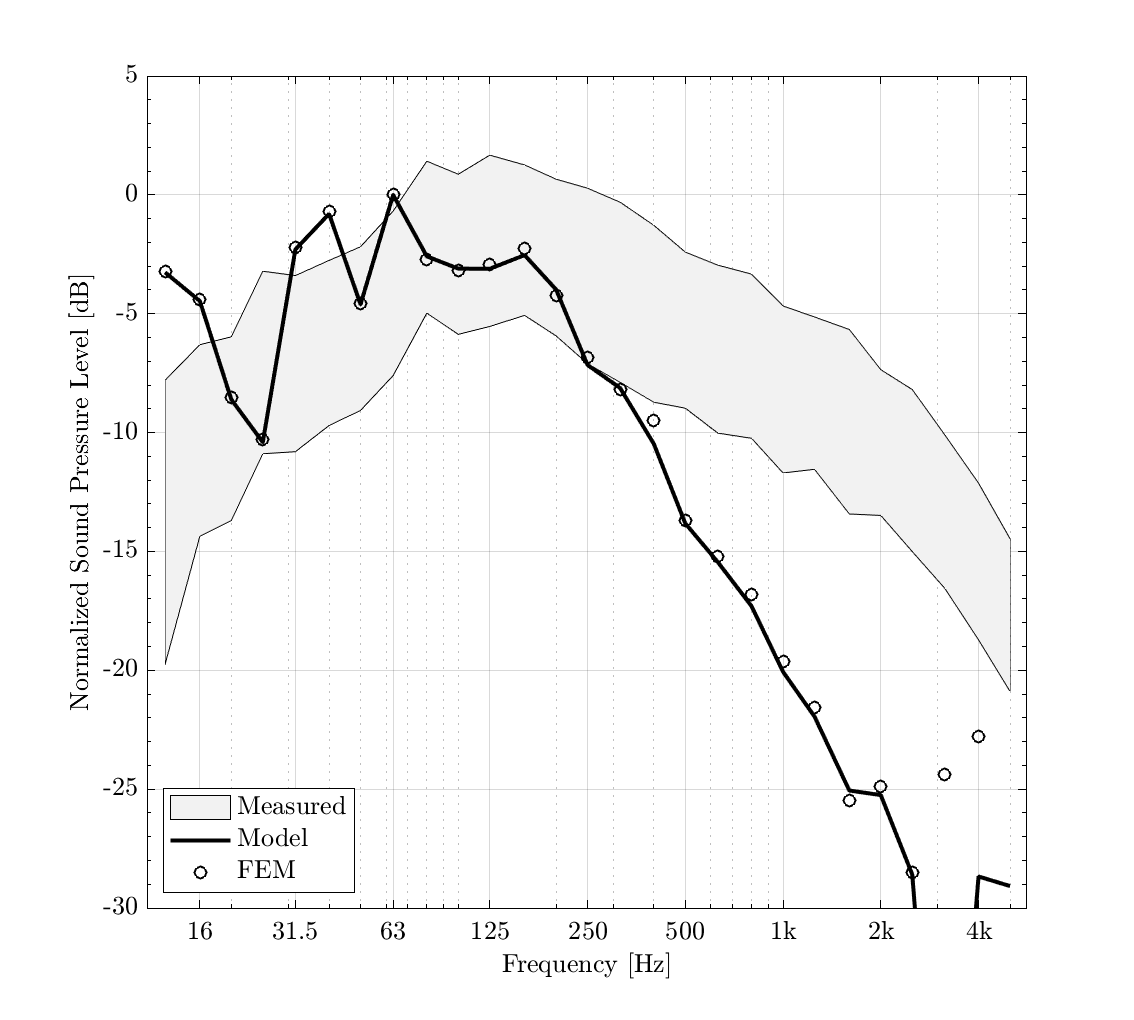 5
0
-5
-10
-15
-20
-25
-30
Normalized Sound Pressure Level [dB]
Measured
Model
FEM
16 31.5 63 125 250 500 1k 2k 4k
Frequency [Hz]